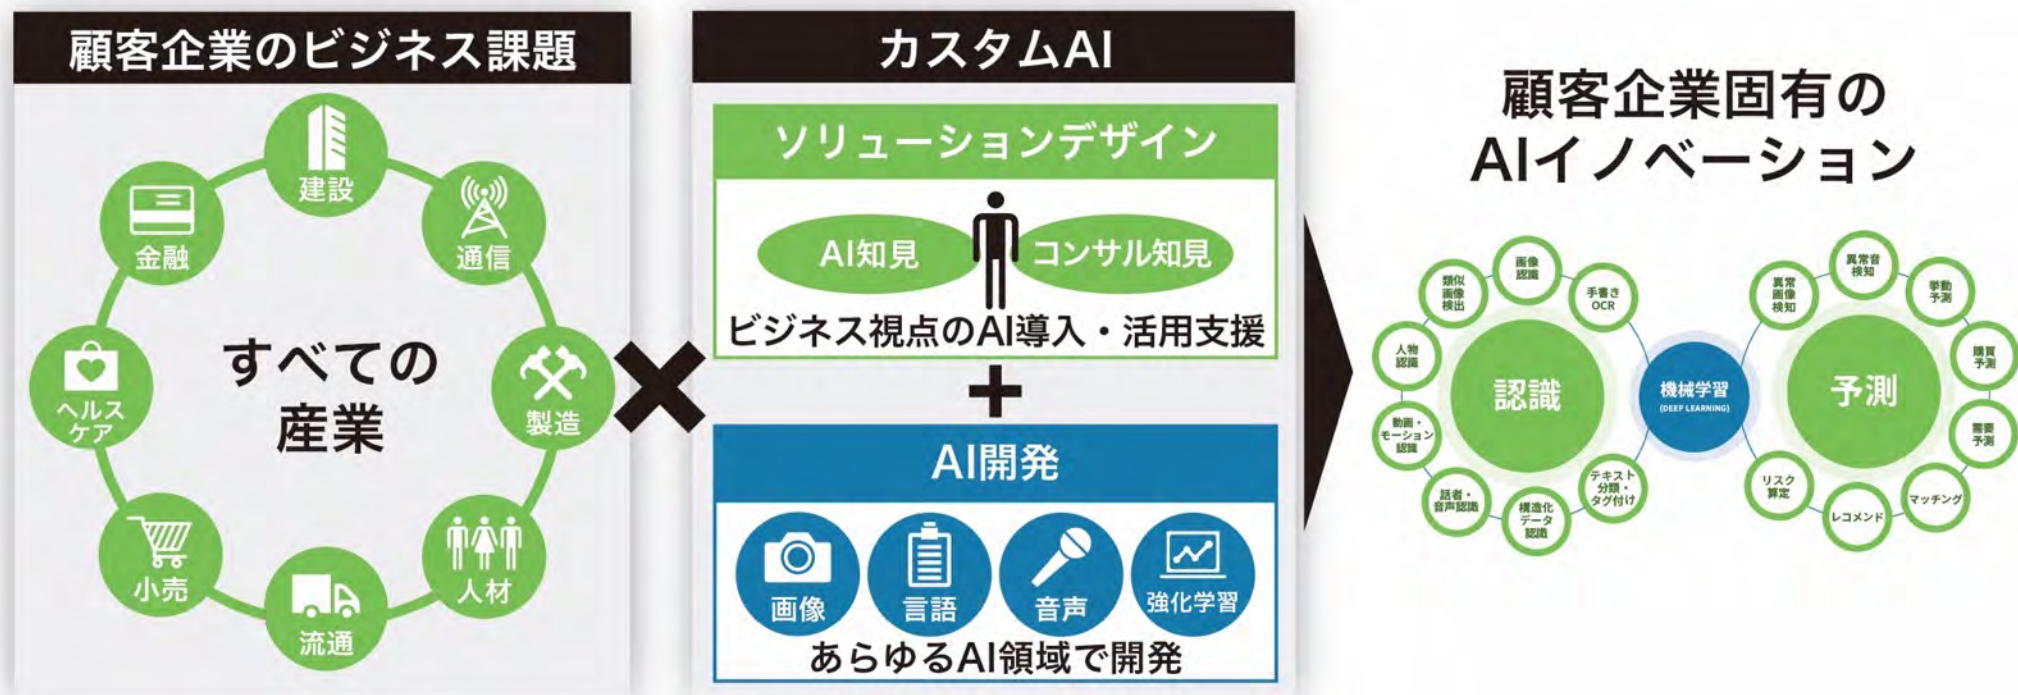 顧客企業のビジネス課題
建設
通信
製造
人材
流通
小売
ヘルス
ケア
金融
すべての
産業
カスタムAI
ソリューションデザイン
AI知見
コンサル知見
ビジネス視点のAI導入・活用支援
+
AI開発
画像
言語
音声
強化学習
あらゆるAI領域で開発
顧客企業固有の
AIイノベーション
画像
認識
手書き
OCR
類似
画像
検出
人物
認識
動画・
モーション
認識
話者・
音声認識
構造化
データ
認識
テキスト
分類・
タグ付け
認識
機械学習
(DEEP LEARNING)
予測
異常
画像
検知
異常音
検知
挙動
予測
購買
予測
需要
予測
マッチング
レコメンド
リスク
算定